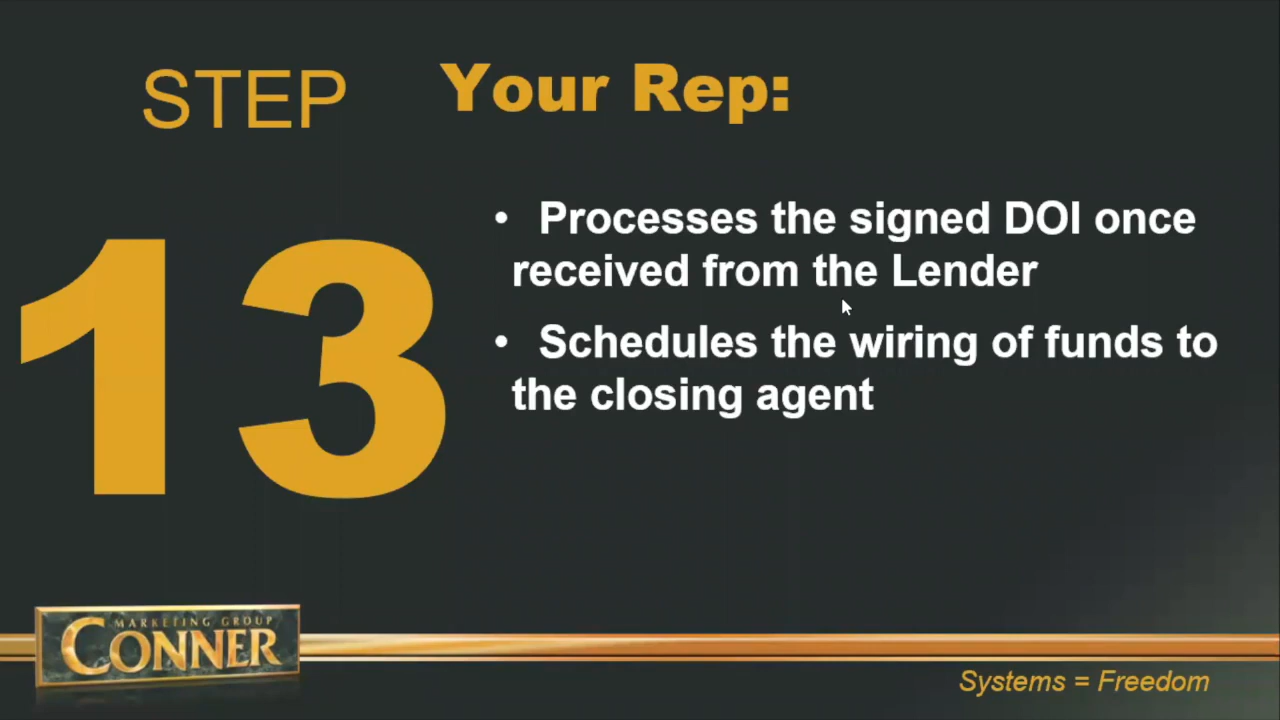 STEP
Your Rep:
13
• Processes the signed DOI once
received from the Lender
• Schedules the wiring of funds to
the closing agent
MARKETING GROUP
CONNER
Systems = Freedom